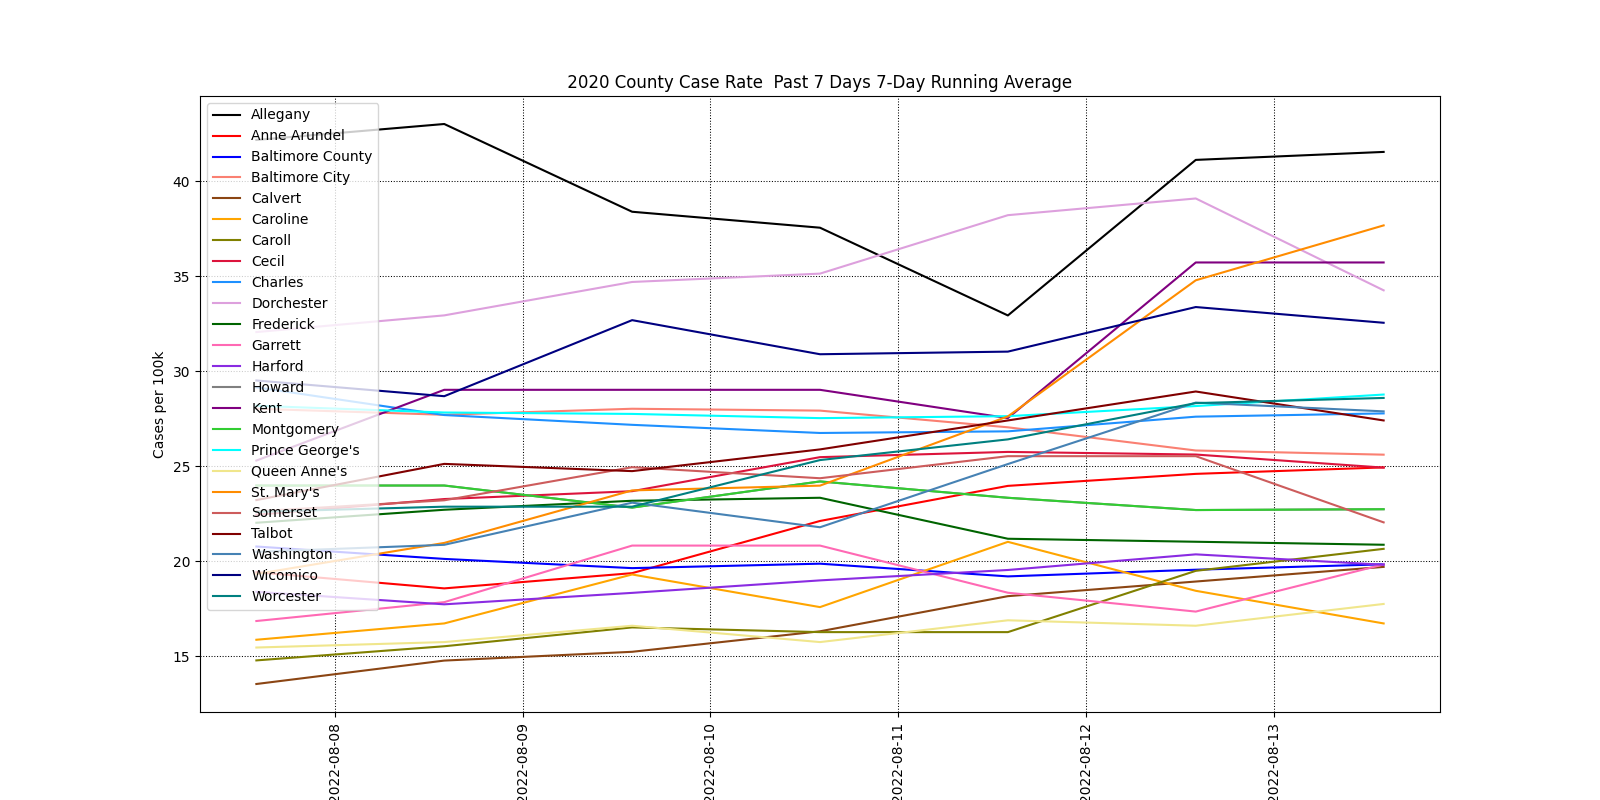 2020 County Case Rate  Past 7 Days 7-Day Running Average
Cases per 100k
40
35
30
25
20
15
Allegany
Anne Arundel
Baltimore County
Baltimore City
Calvert
Caroline
Caroll
Cecil
Charles
Dorchester
Frederick
Garrett
Harford
Howard
Kent
Montgomery
Prince George's
Queen Anne's
St. Mary's
Somerset
Talbot
Washington
Wicomico
Worcester
2022-08-08
2022-08-09
2022-08-10
2022-08-11
2022-08-12
2022-08-13